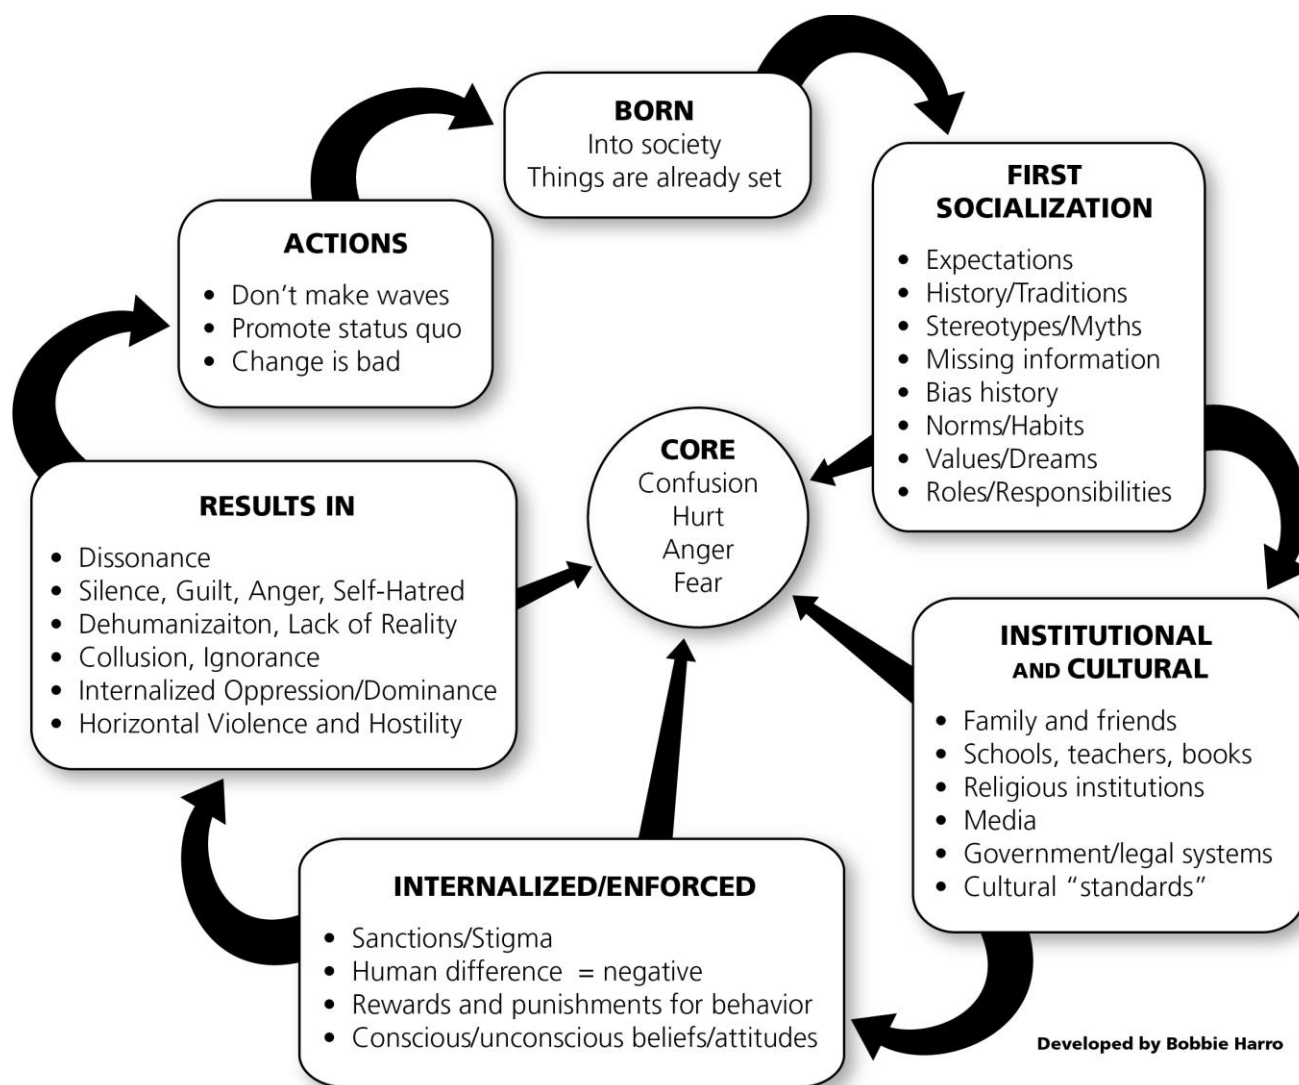 BORN
Into society
Things are already set
FIRST
SOCIALIZATION
• Expectations
• History/Traditions
• Stereotypes/Myths
• Missing information
• Bias history
• Norms/Habits
• Values/Dreams
• Roles/Responsibilities
INSTITUTIONAL
AND CULTURAL
• Family and friends
• Schools, teachers, books
• Religious institutions
• Media
• Government/legal systems
• Cultural “standards”
INTERNALIZED/ENFORCED
• Sanctions/Stigma
• Human difference = negative
• Rewards and punishments for behavior
• Conscious/unconscious beliefs/attitudes
RESULTS IN
• Dissonance
• Silence, Guilt, Anger, Self-Hatred
• Dehumanizaiton, Lack of Reality
• Collusion, Ignorance
• Internalized Oppression/Dominance
• Horizontal Violence and Hostility
ACTIONS
• Don’t make waves
• Promote status quo
• Change is bad
CORE
Confusion
Hurt
Anger
Fear
Developed by Bobbie Harro